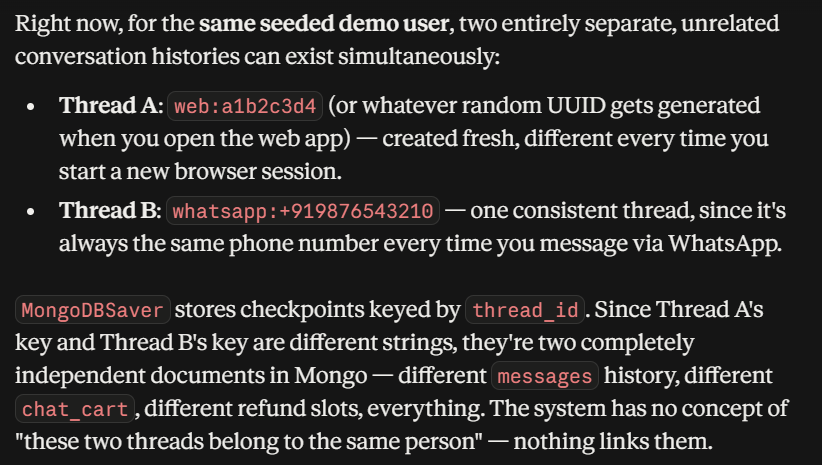 Right now, for the same seeded demo user, two entirely separate, unrelated
conversation histories can exist simultaneously:
• Thread A: web:a1b2c3d4 (or whatever random UUID gets generated
when you open the web app) — created fresh, different every time you
start a new browser session.
• Thread B: whatsapp:+919876543210 — one consistent thread, since it's
always the same phone number every time you message via WhatsApp.
MongoDBSaver stores checkpoints keyed by thread_id. Since Thread A's
key and Thread B's key are different strings, they're two completely
independent documents in Mongo — different messages history, different
chat_cart, different refund slots, everything. The system has no concept of
"these two threads belong to the same person" — nothing links them.